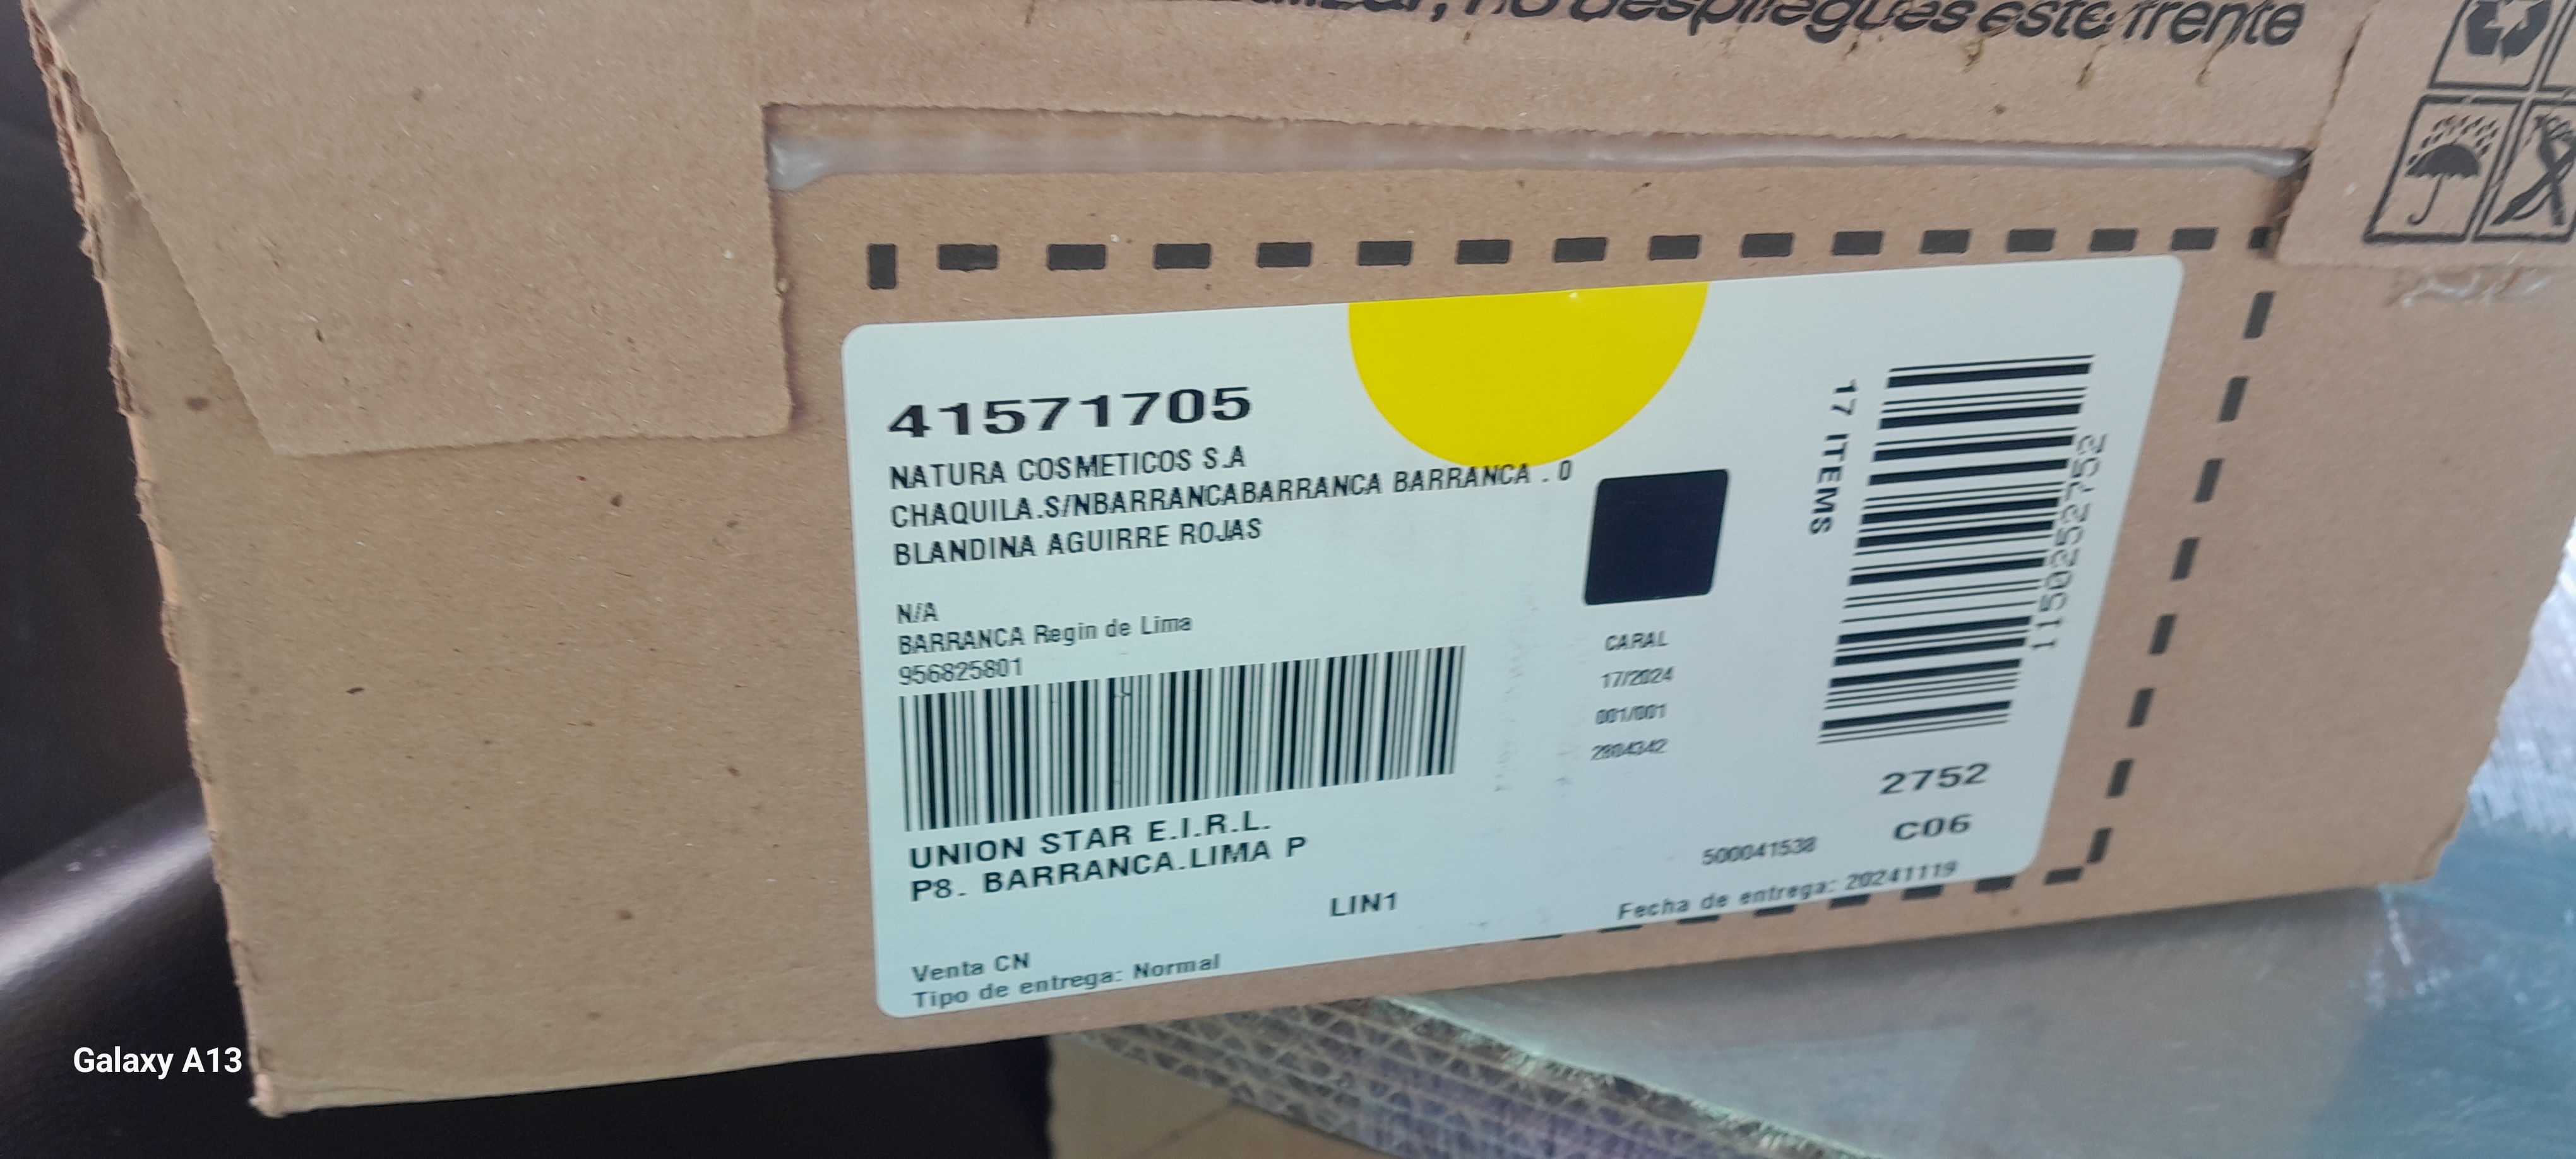 no despliegues este frente
41571705
NATURA COSMETICOS S.A
CHAQUILA.S/NBARRANCABARRANCA BARRANCA . 0
BLANDINA AGUIRRE ROJAS
N/A
BARRANCA Regin de Lima
956825801
UNION STAR E.I.R.L.
P8. BARRANCA.LIMA P
LIN1
Venta CN
Tipo de entrega: Normal
CARAL
17/2024
001/001
2804342
17 ITEMS
1150252752
2752
C06
500041538
Fecha de entrega: 20241119
Galaxy A13